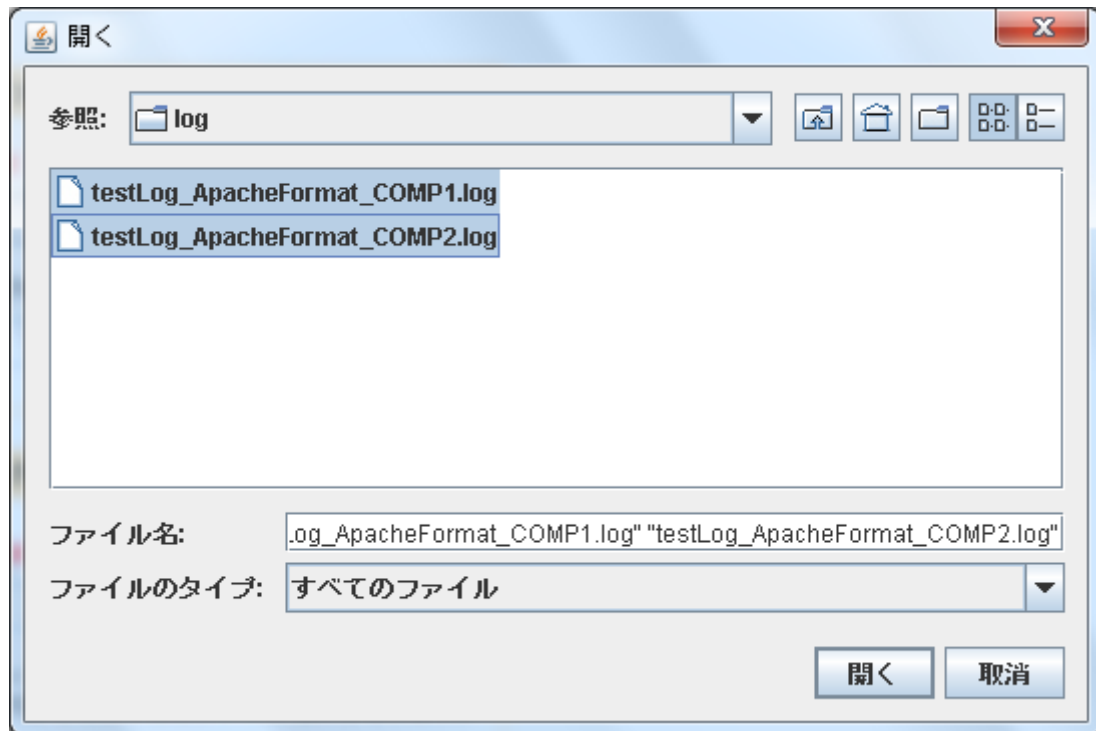 開く
参照: log
testLog_ApacheFormat_COMP1.log
testLog_ApacheFormat_COMP2.log
ファイル名: .og_ApacheFormat_COMP1.log" "testLog_ApacheFormat_COMP2.log"
ファイルのタイプ: すべてのファイル
開く 取消